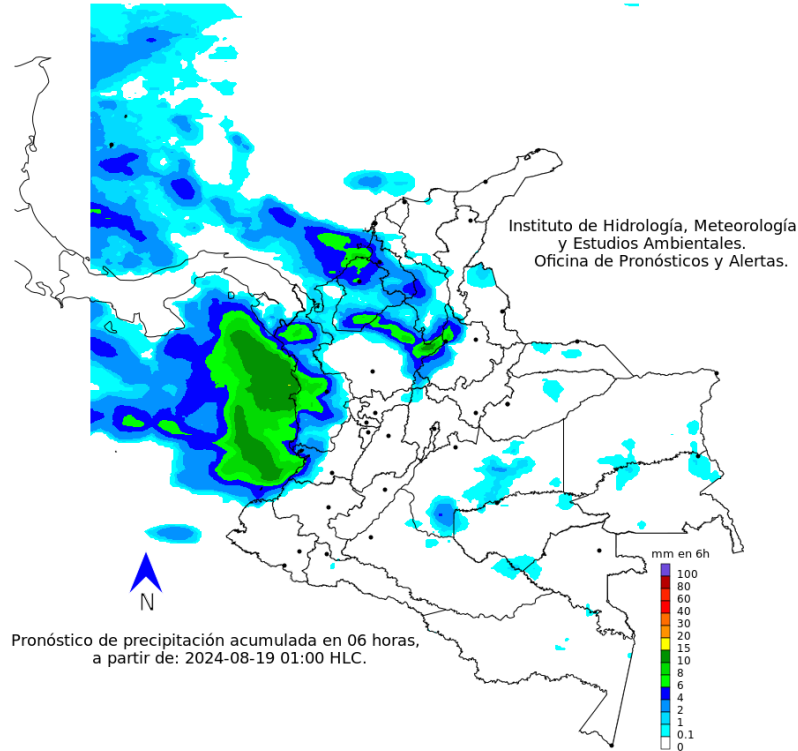 Instituto de Hidrología, Meteorología
y Estudios Ambientales.
Oficina de Pronósticos y Alertas.
mm en 6h
100
80
60
40
30
20
15
10
8
6
4
2
1
0.1
0
N
Pronóstico de precipitación acumulada en 06 horas,
a partir de: 2024-08-19 01:00 HLC.